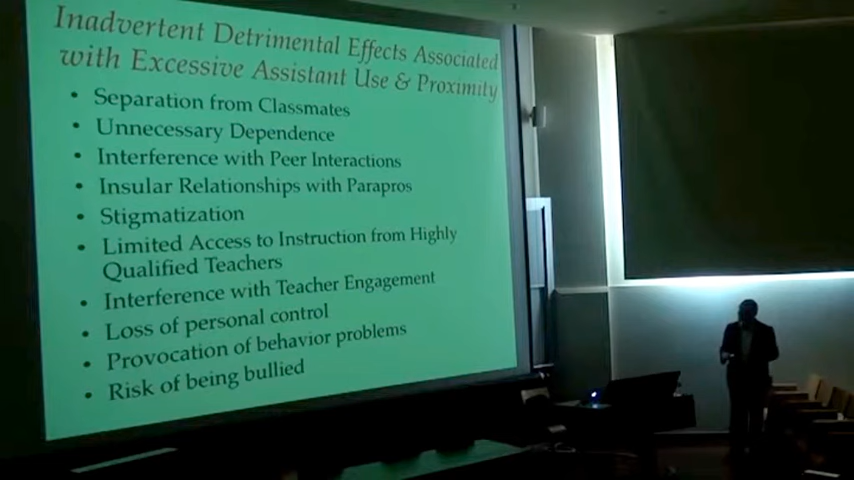 Inadvertent Detrimental Effects Associated
with Excessive Assistant Use & Proximity
• Separation from Classmates
• Unnecessary Dependence
• Interference with Peer Interactions
• Insular Relationships with Parapros
• Stigmatization
• Limited Access to Instruction from Highly
Qualified Teachers
• Interference with Teacher Engagement
• Loss of personal control
• Provocation of behavior problems
• Risk of being bullied